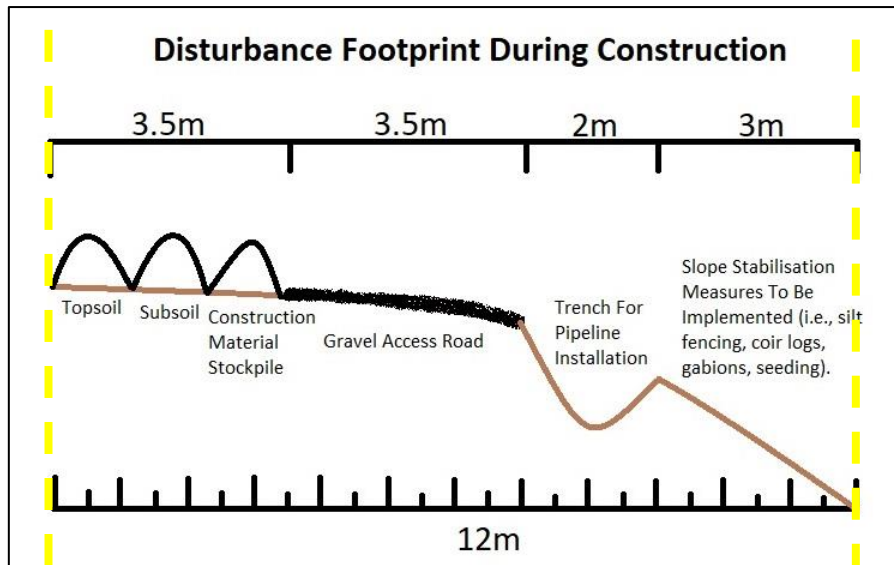 Disturbance Footprint During Construction
3.5m 3.5m 2m 3m
Topsoil
Subsoil
Construction
Material
Stockpile
Gravel Access Road
Trench For
Pipeline
Installation
Slope Stabilisation
Measures To Be
Implemented (i.e., silt
fencing, coir logs,
gabions, seeding).
12m